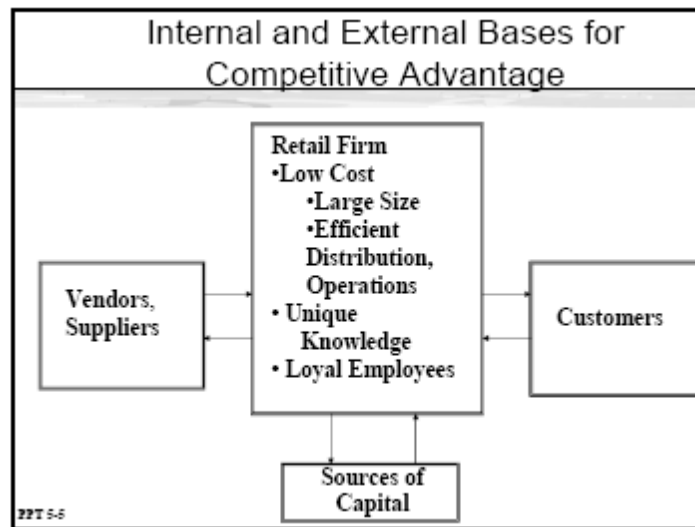 Internal and External Bases for
Competitive Advantage
Retail Firm
•Low Cost
•Large Size
•Efficient
Distribution,
Operations
• Unique
Knowledge
• Loyal Employees
Vendors,
Suppliers
Customers
Sources of
Capital
PPT 5-5